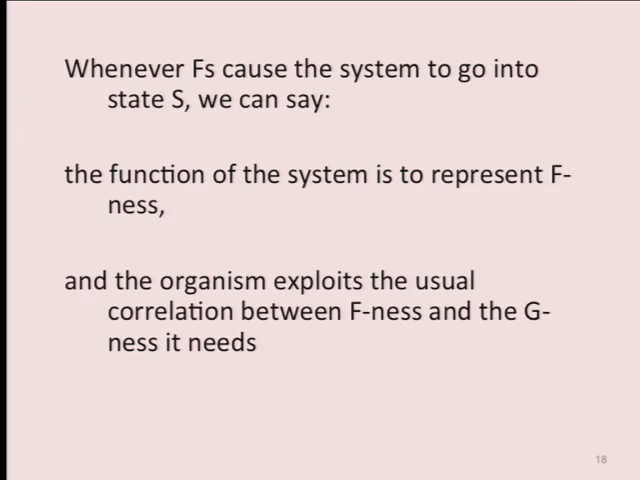 Whenever Fs cause the system to go into
state S, we can say:
the function of the system is to represent F-
ness,
and the organism exploits the usual
correlation between F-ness and the G-
ness it needs
18